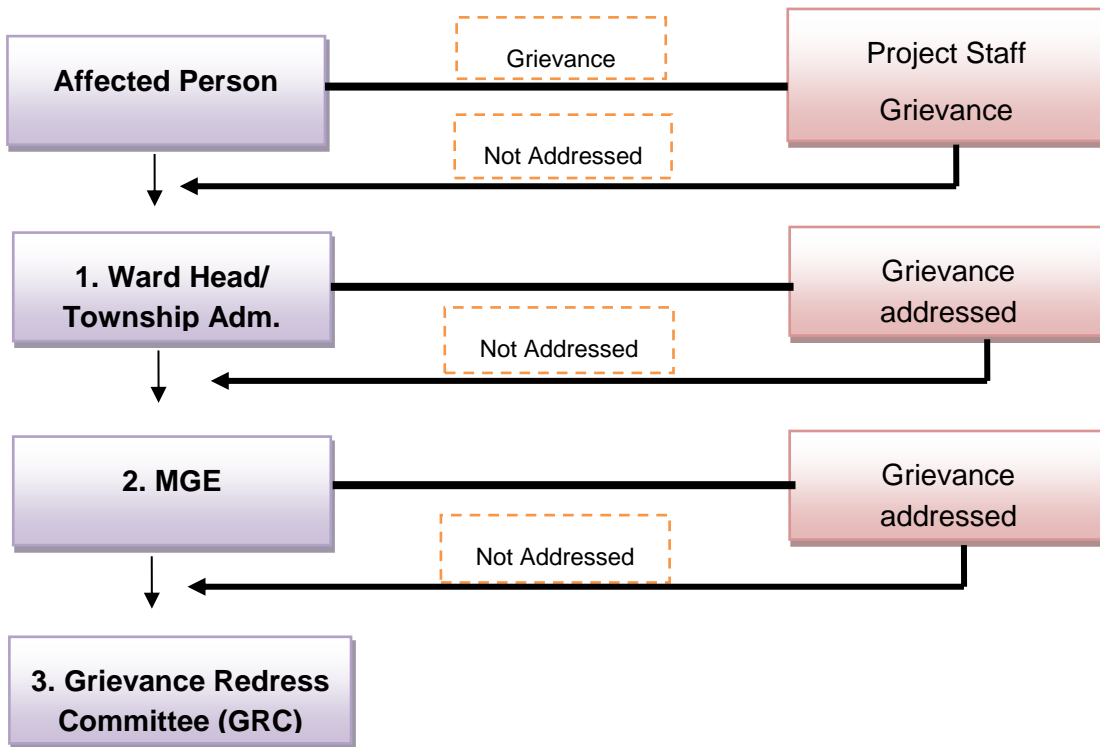 Affected Person
Grievance
Project Staff
Grievance
Not Addressed
1. Ward Head/
Township Adm.
Grievance
addressed
Not Addressed
2. MGE
Grievance
addressed
Not Addressed
3. Grievance Redress
Committee (GRC)